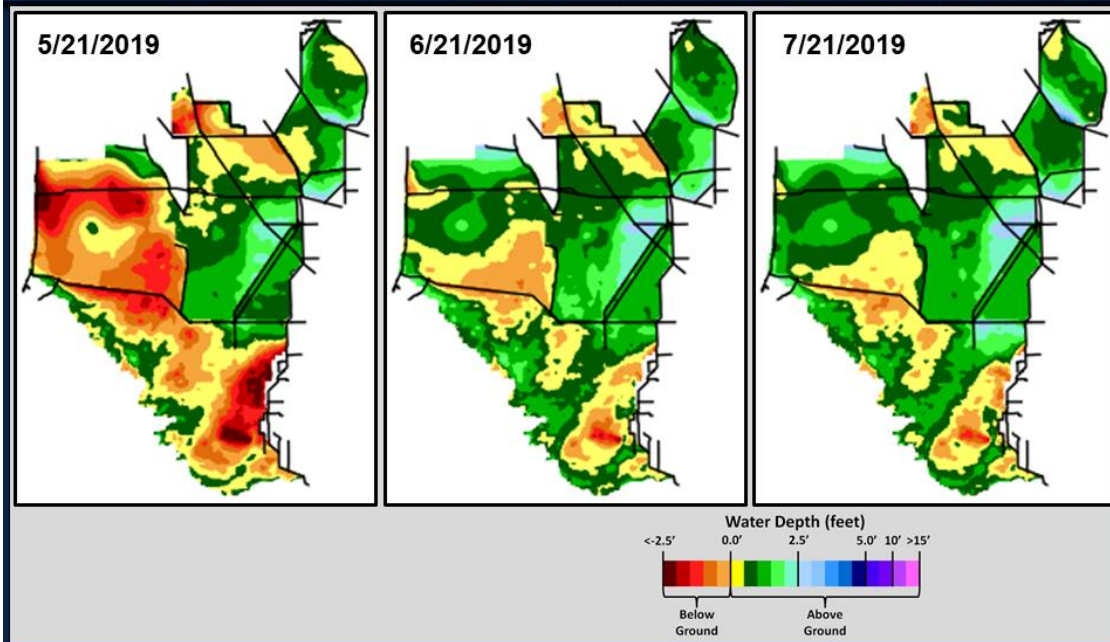 5/21/2019
6/21/2019
7/21/2019
Water Depth (feet)
<-2.5' 0.0' 2.5' 5.0' 10' >15'
Below Ground
Above Ground